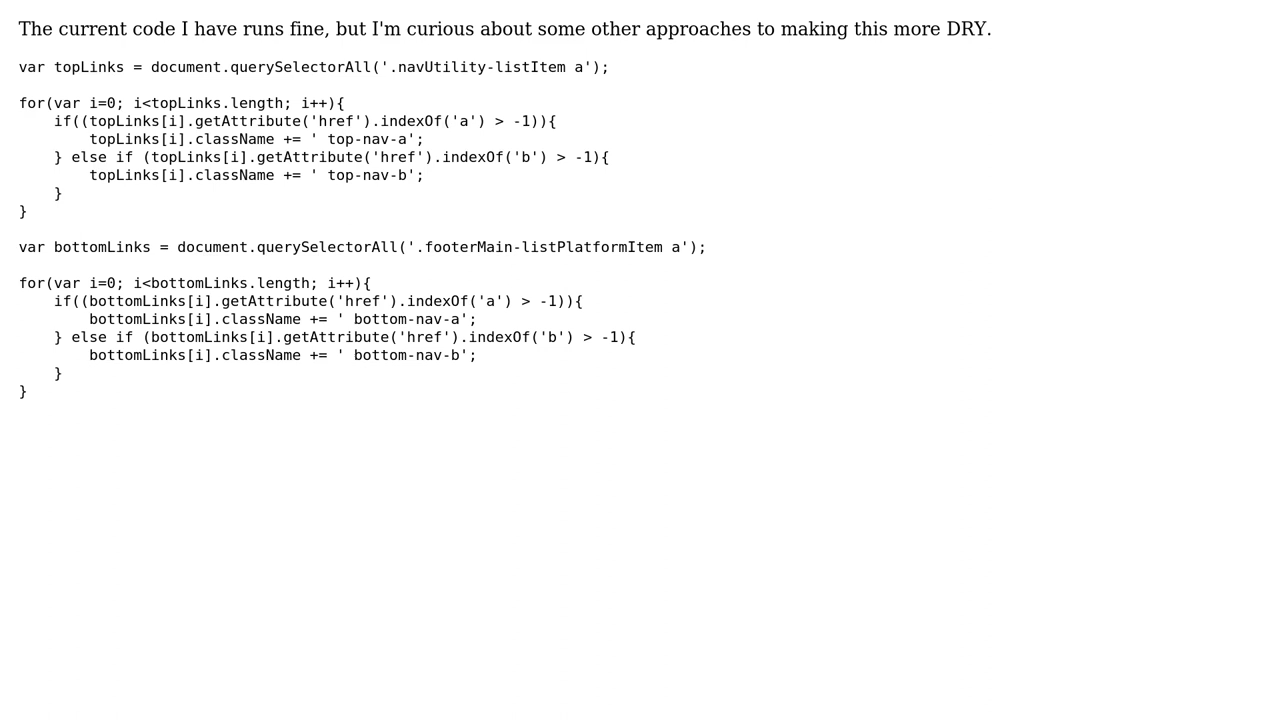 The current code I have runs fine, but I'm curious about some other approaches to making this more DRY.
var topLinks = document.querySelectorAll('.navUtility-listItem a');
for(var i=0; i<topLinks.length; i++){
    if((topLinks[i].getAttribute('href').indexOf('a') > -1)){
        topLinks[i].className += ' top-nav-a';
    } else if (topLinks[i].getAttribute('href').indexOf('b') > -1){
        topLinks[i].className += ' top-nav-b';
    }
}
var bottomLinks = document.querySelectorAll('.footerMain-listPlatformItem a');
for(var i=0; i<bottomLinks.length; i++){
    if((bottomLinks[i].getAttribute('href').indexOf('a') > -1)){
        bottomLinks[i].className += ' bottom-nav-a';
    } else if (bottomLinks[i].getAttribute('href').indexOf('b') > -1){
        bottomLinks[i].className += ' bottom-nav-b';
    }
}